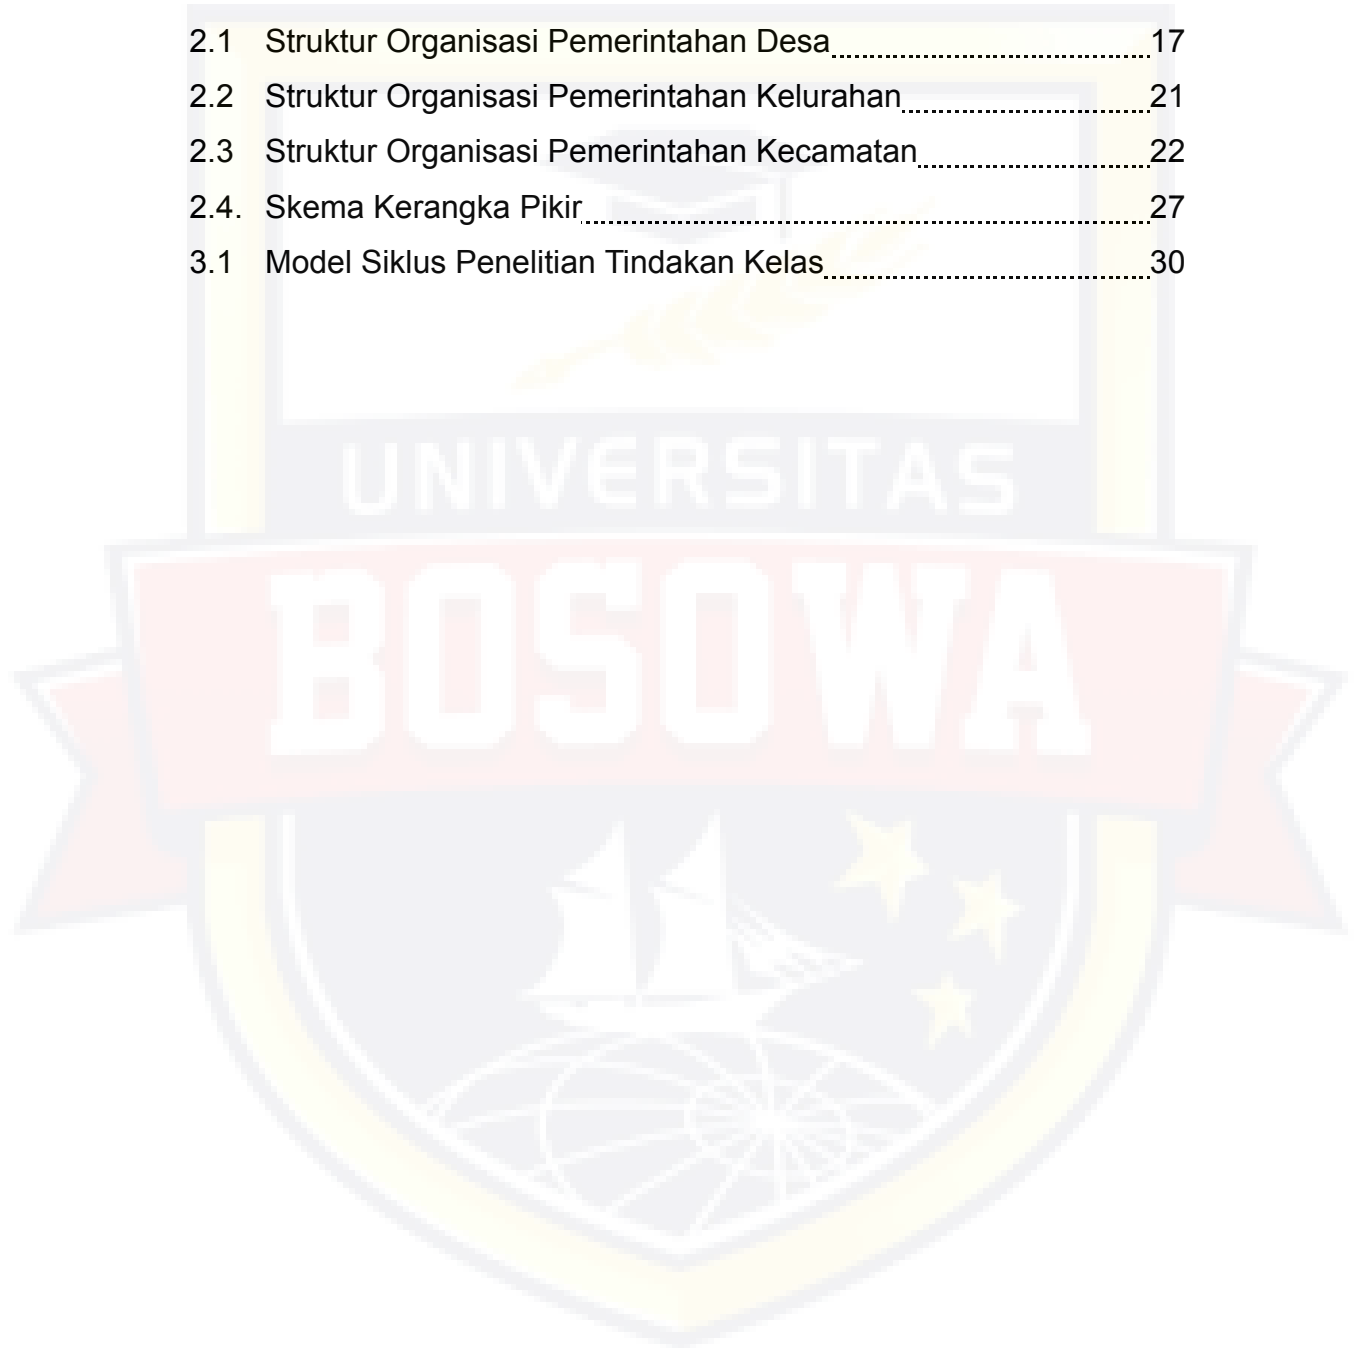 2.1 Struktur Organisasi Pemerintahan Desa 17
2.2 Struktur Organisasi Pemerintahan Kelurahan 21
2.3 Struktur Organisasi Pemerintahan Kecamatan 22
2.4. Skema Kerangka Pikir 27
3.1 Model Siklus Penelitian Tindakan Kelas 30
UNIVERSITAS
BOSOWA